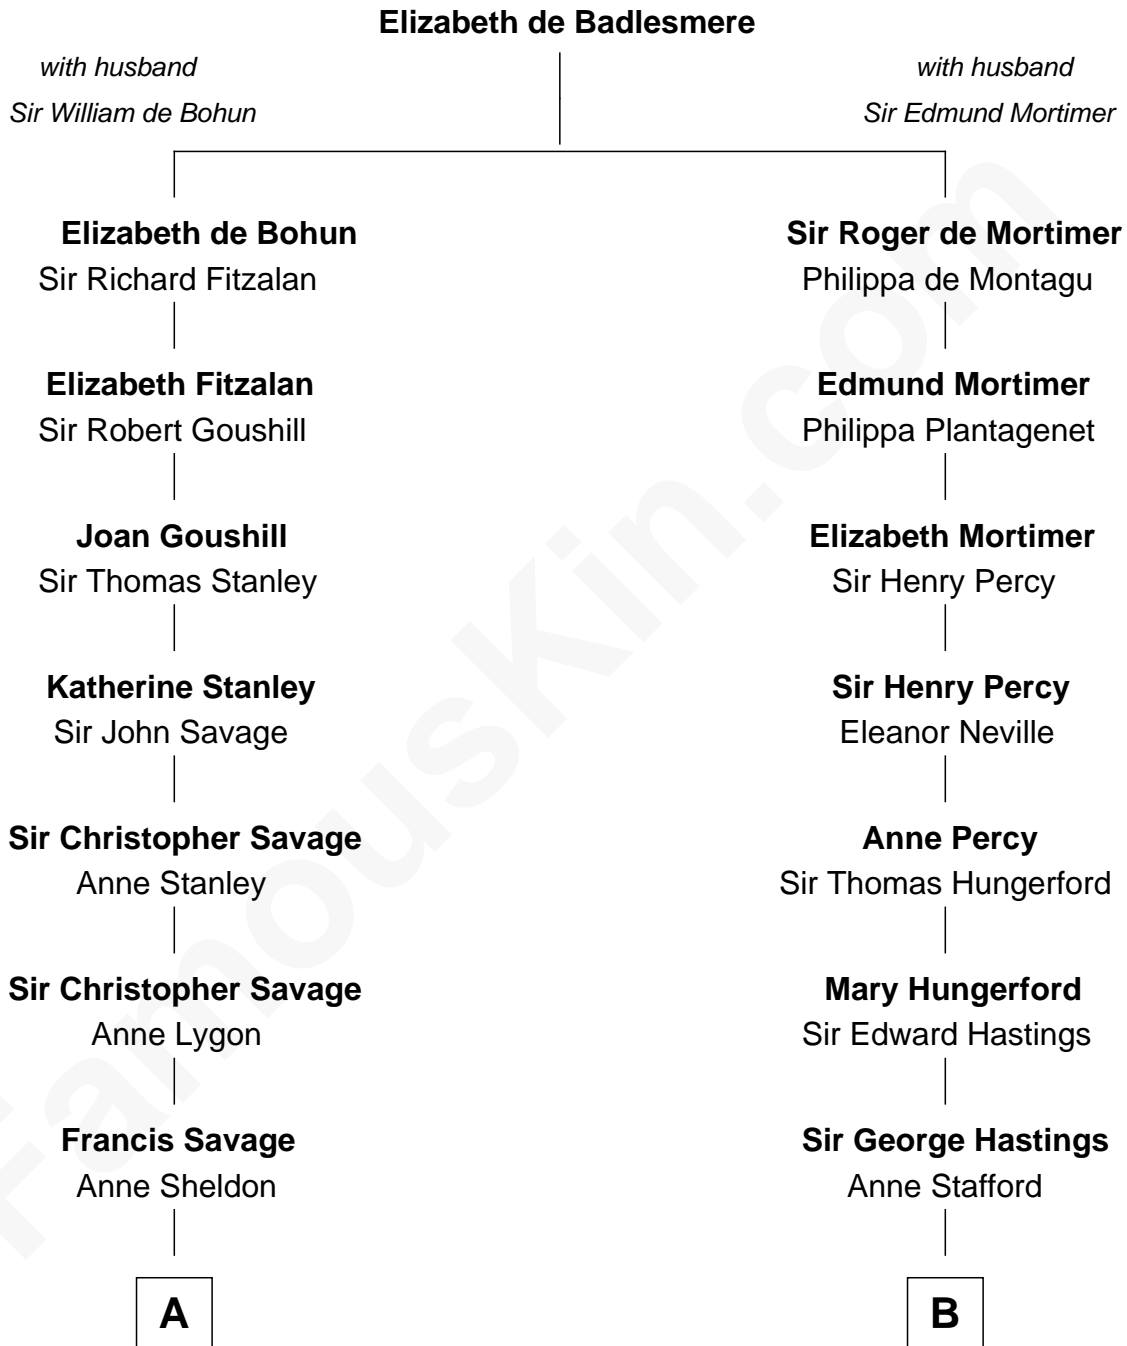 Elizabeth de Badlesmere
with husband
Sir William de Bohun
with husband
Sir Edmund Mortimer
Elizabeth de Bohun
Sir Richard Fitzalan
Sir Roger de Mortimer
Philippa de Montagu
Elizabeth Fitzalan
Sir Robert Goushill
Edmund Mortimer
Philippa Plantagenet
Joan Goushill
Sir Thomas Stanley
Elizabeth Mortimer
Sir Henry Percy
Katherine Stanley
Sir John Savage
Sir Henry Percy
Eleanor Neville
Sir Christopher Savage
Anne Stanley
Anne Percy
Sir Thomas Hungerford
Sir Christopher Savage
Anne Lygon
Mary Hungerford
Sir Edward Hastings
Francis Savage
Anne Sheldon
Sir George Hastings
Anne Stafford
A
B
FamousKin.com